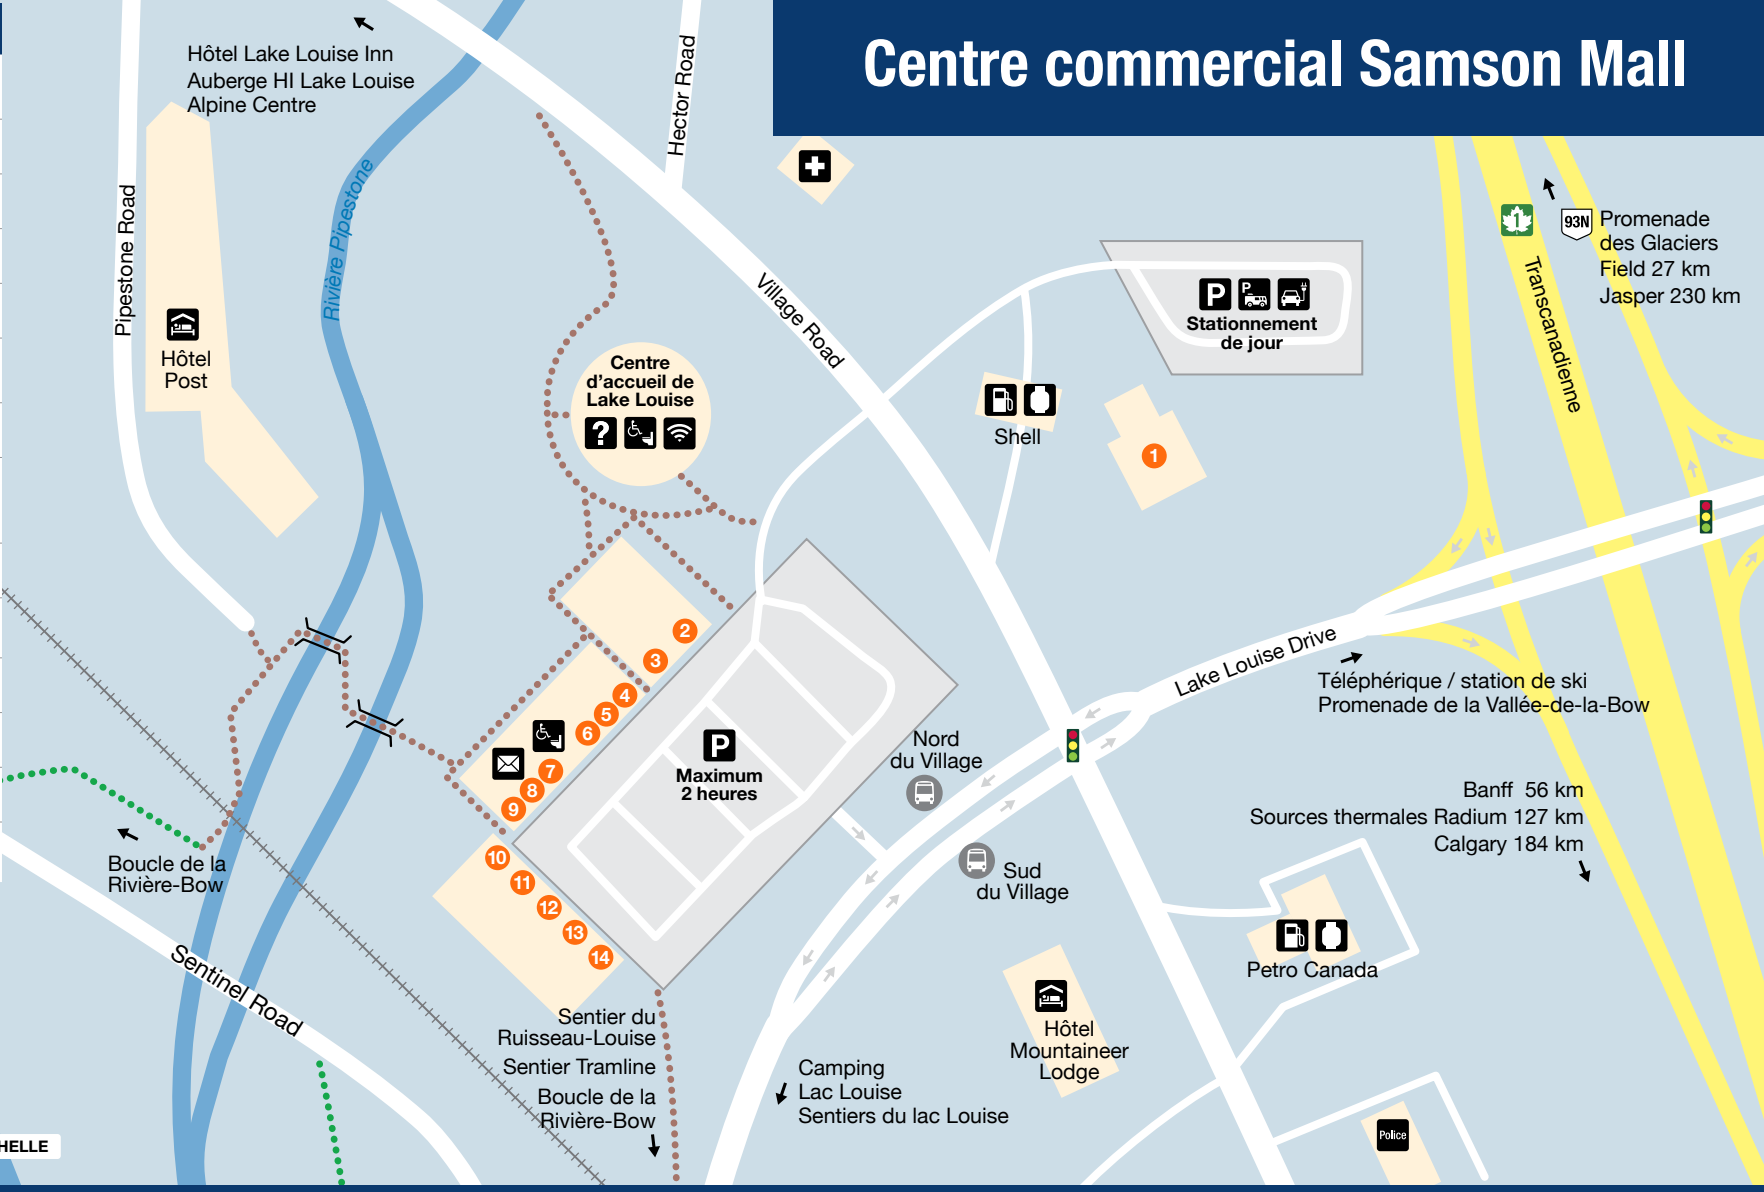 Centre commercial Samson Mall
Hôtel Lake Louise Inn
Auberge HI Lake Louise
Alpine Centre
Hector Road
Pipestone Road
Rivière Pipestone
Hôtel
Post
Village Road
Centre
d'accueil de
Lake Louise
?
P
P
Stationnement
de jour
Shell
1
1
93N
Promenade
des Glaciers
Field 27 km
Jasper 230 km
Transcanadienne
2
3
4
5
6
7
8
9
10
11
12
13
14
P
Maximum
2 heures
Lake Louise Drive
Téléphérique / station de ski
Promenade de la Vallée-de-la-Bow
Nord
du Village
Sud
du Village
Banff 56 km
Sources thermales Radium 127 km
Calgary 184 km
Boucle de la
Rivière-Bow
Sentinel Road
Petro Canada
Hôtel
Mountaineer
Lodge
Sentier du
Ruisseau-Louise
Sentier Tramline
Boucle de la
Rivière-Bow
Camping
Lac Louise
Sentiers du lac Louise
Police
HELLE